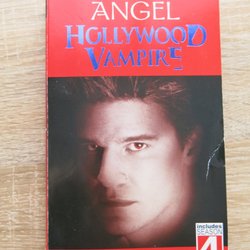 ANGEL
HOLLYWOOD
VAMPIRE
includes
SEASON
4